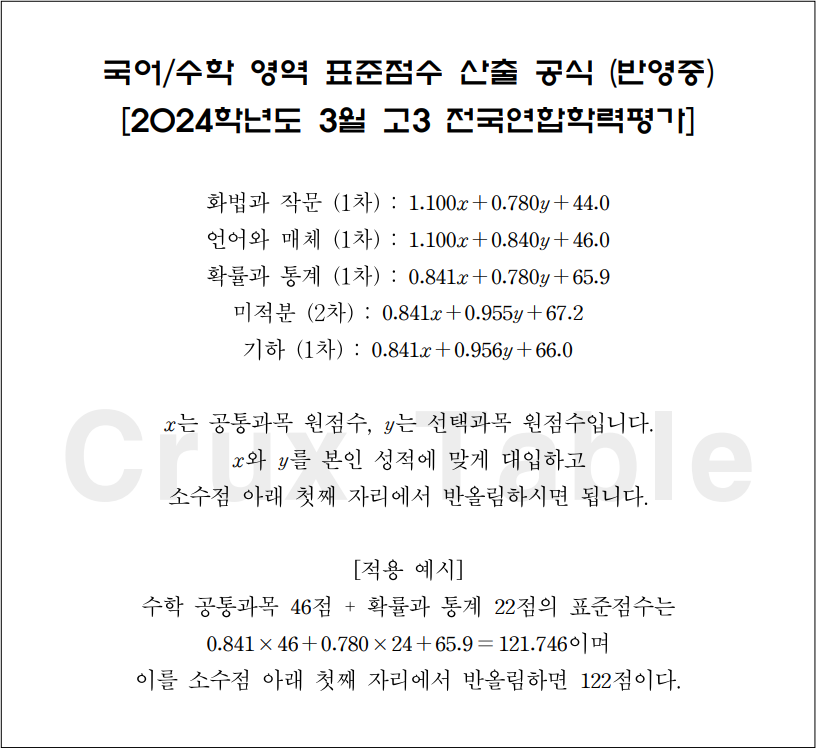 국어/수학 영역 표준점수 산출 공식 (반영중)
[2024학년도 3월 고3 전국연합학력평가]
화법과 작문 (1차) : 1.100x+0.780y+44.0
언어와 매체 (1차) : 1.100x+0.840y+46.0
확률과 통계 (1차) : 0.841x+0.780y+65.9
미적분 (2차) : 0.841x+0.955y+67.2
기하 (1차) : 0.841x+0.956y+66.0
Crux Table
x는 공통과목 원점수, y는 선택과목 원점수입니다.
x와 y를 본인 성적에 맞게 대입하고
소수점 아래 첫째 자리에서 반올림하시면 됩니다.
[적용 예시]
수학 공통과목 46점 + 확률과 통계 22점의 표준점수는
0.841×46+0.780×24+65.9=121.746이며
이를 소수점 아래 첫째 자리에서 반올림하면 122점이다.